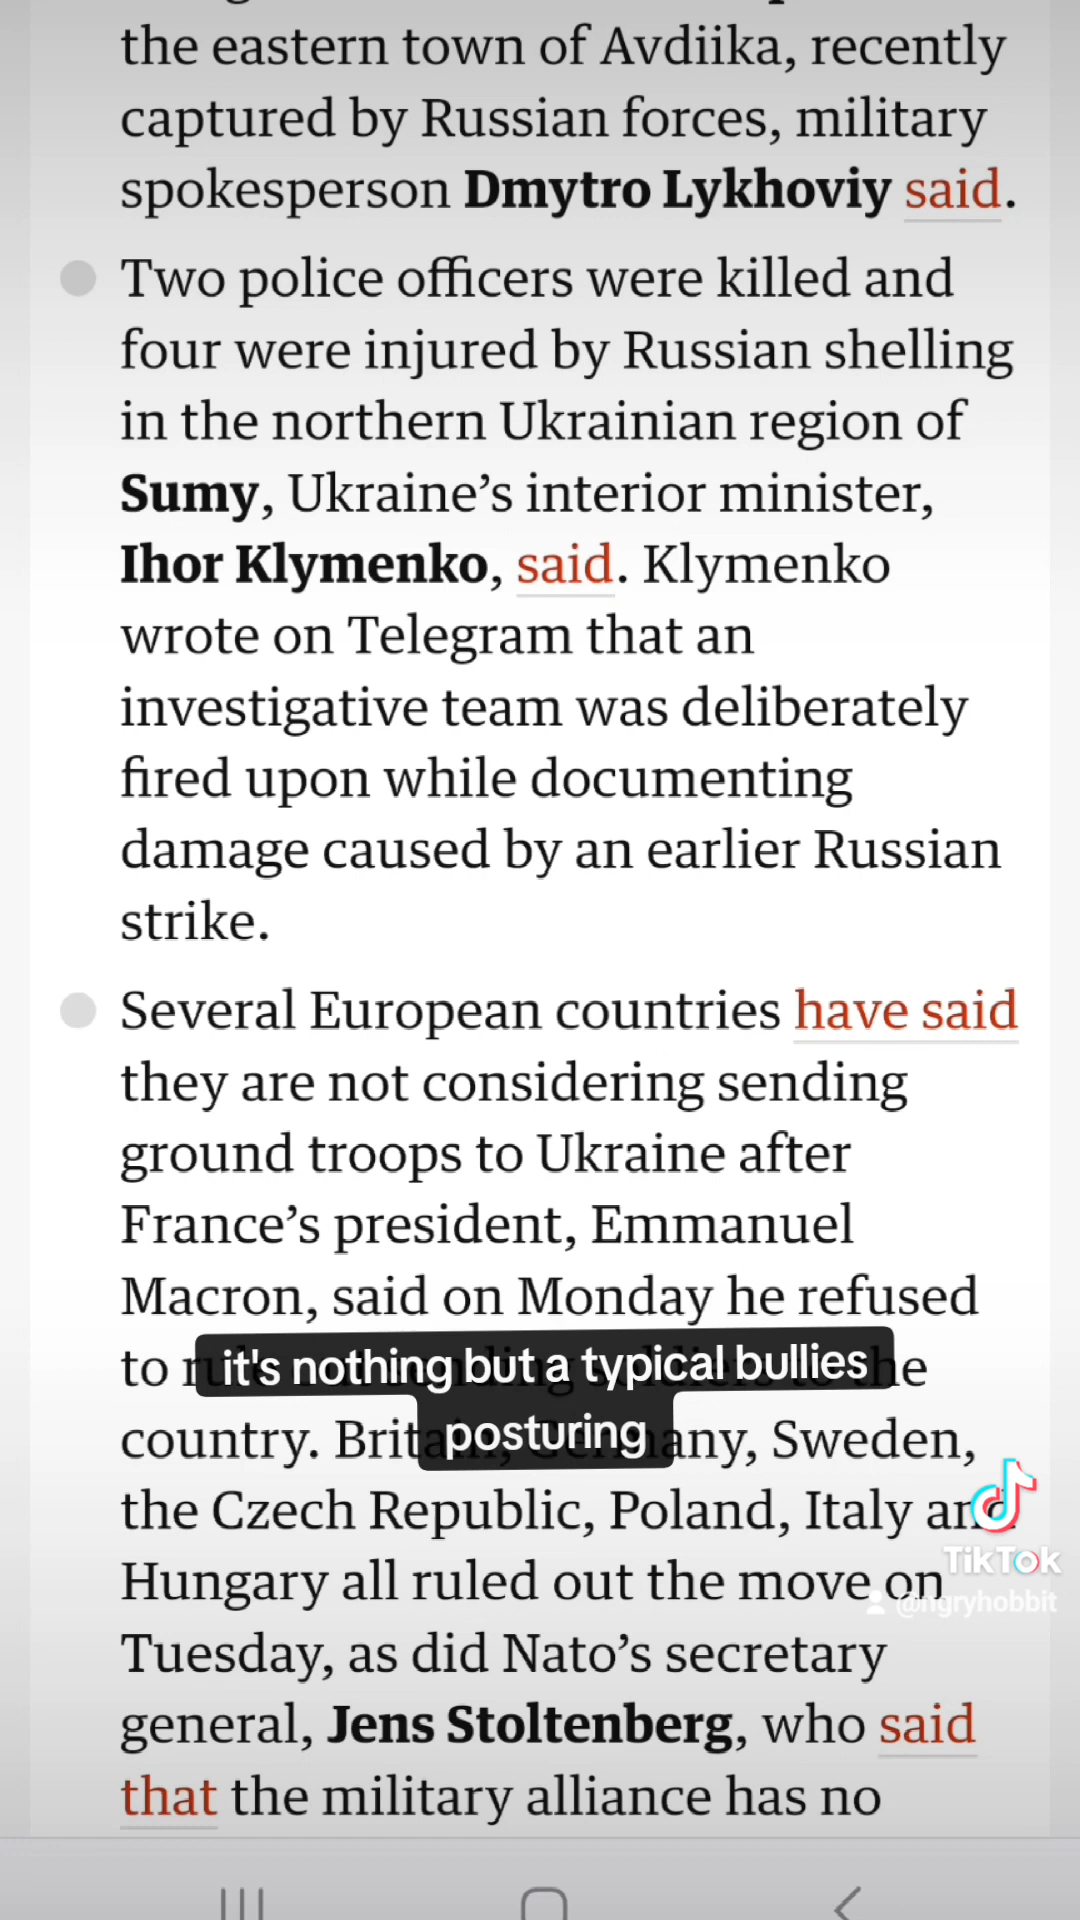 the eastern town of Avdiika, recently
captured by Russian forces, military
spokesperson Dmytro Lykhoviy said.
Two police officers were killed and
four were injured by Russian shelling
in the northern Ukrainian region of
Sumy, Ukraine’s interior minister,
Ihor Klymenko, said. Klymenko
wrote on Telegram that an
investigative team was deliberately
fired upon while documenting
damage caused by an earlier Russian
strike.
Several European countries have said
they are not considering sending
ground troops to Ukraine after
France’s president, Emmanuel
Macron, said on Monday he refused
to
it's nothing but a typical bullies
posturing
country. Britain, Germany, Sweden,
the Czech Republic, Poland, Italy and
TikTok
Hungary all ruled out the move on
@ngryhobbit
Tuesday, as did Nato’s secretary
general, Jens Stoltenberg, who said
that the military alliance has no